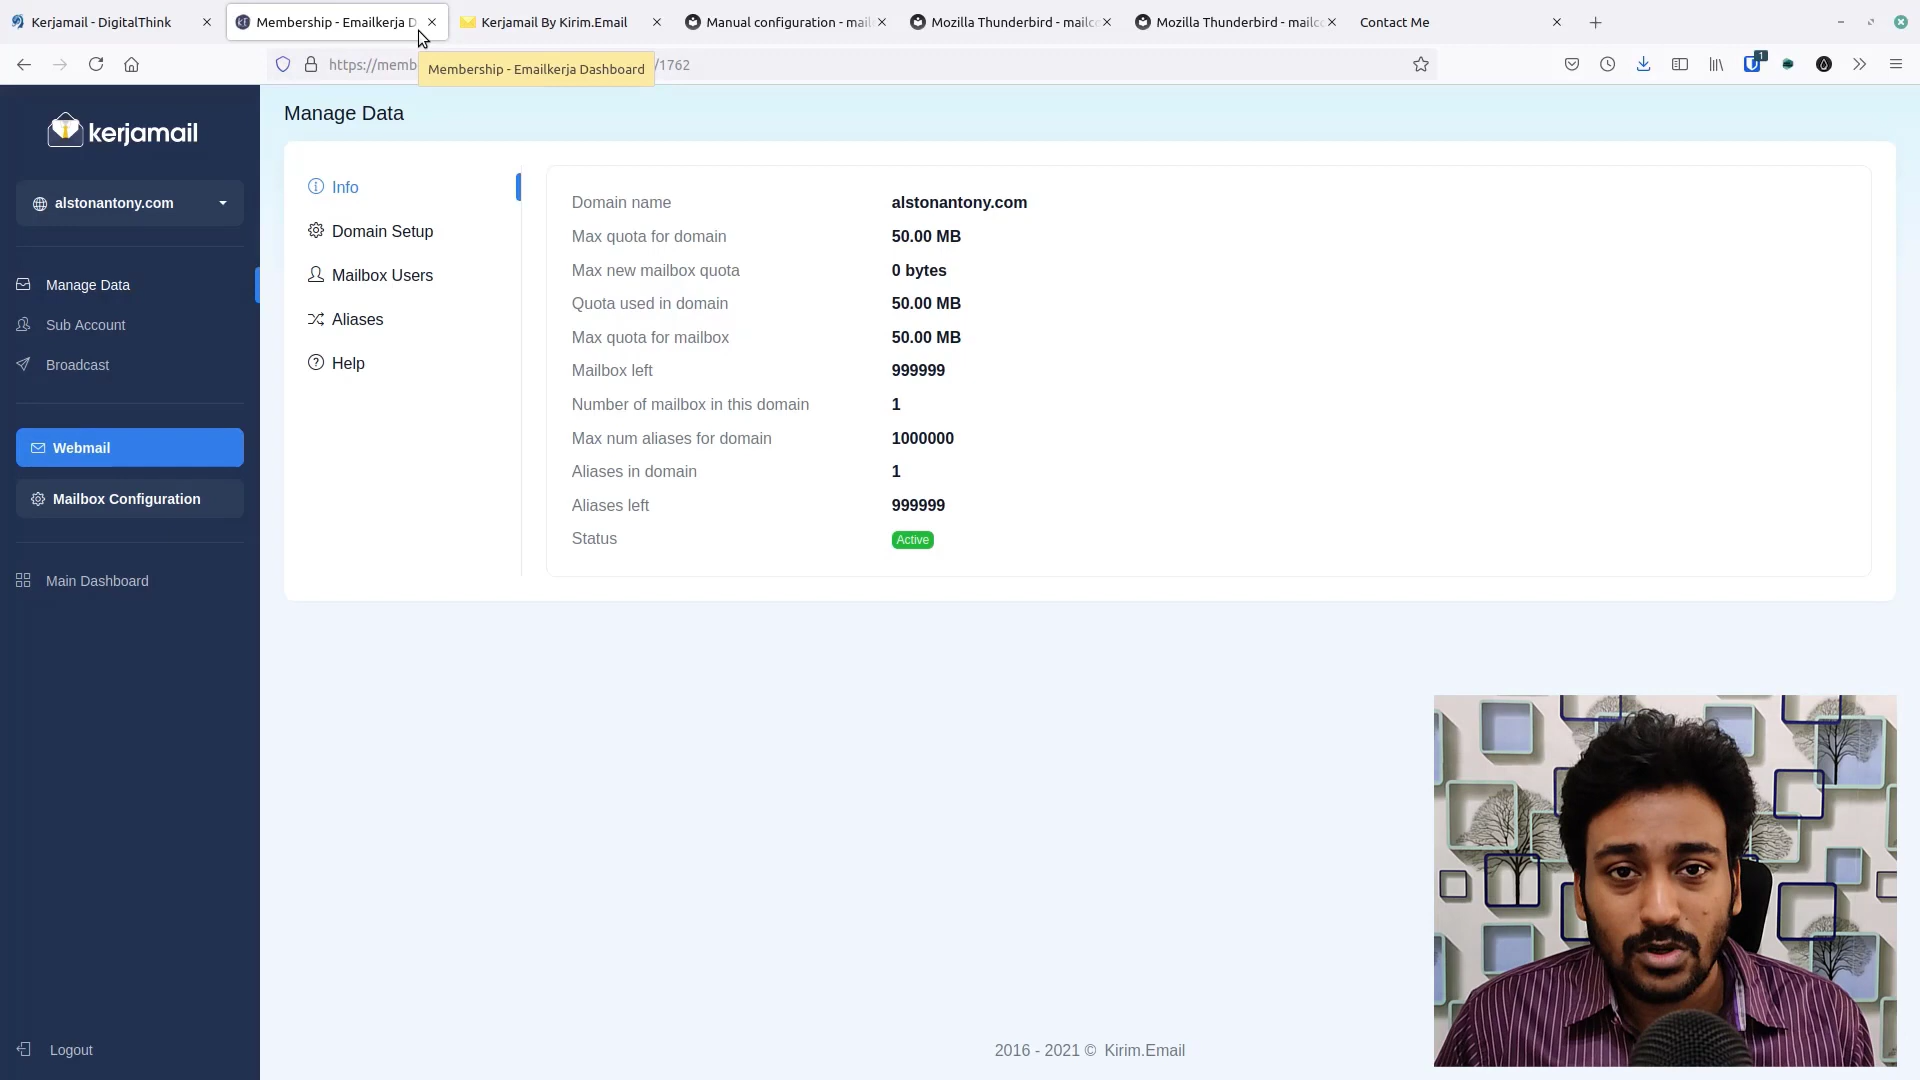 Kerjamail - DigitalThink
Membership - Emailkerja D
Kerjamail By Kirim.Email
Manual configuration - mail
Mozilla Thunderbird - mailc
Mozilla Thunderbird - mailc
Contact Me
https://memb
/1762
Membership - Emailkerja Dashboard
1
kerjamail
alstonantony.com
Manage Data
Sub Account
Broadcast
Webmail
Mailbox Configuration
Main Dashboard
Logout
Manage Data
Info
Domain Setup
Mailbox Users
Aliases
Help
Domain name alstonantony.com
Max quota for domain 50.00 MB
Max new mailbox quota 0 bytes
Quota used in domain 50.00 MB
Max quota for mailbox 50.00 MB
Mailbox left 999999
Number of mailbox in this domain 1
Max num aliases for domain 1000000
Aliases in domain 1
Aliases left 999999
Status Active
2016 - 2021 © Kirim.Email